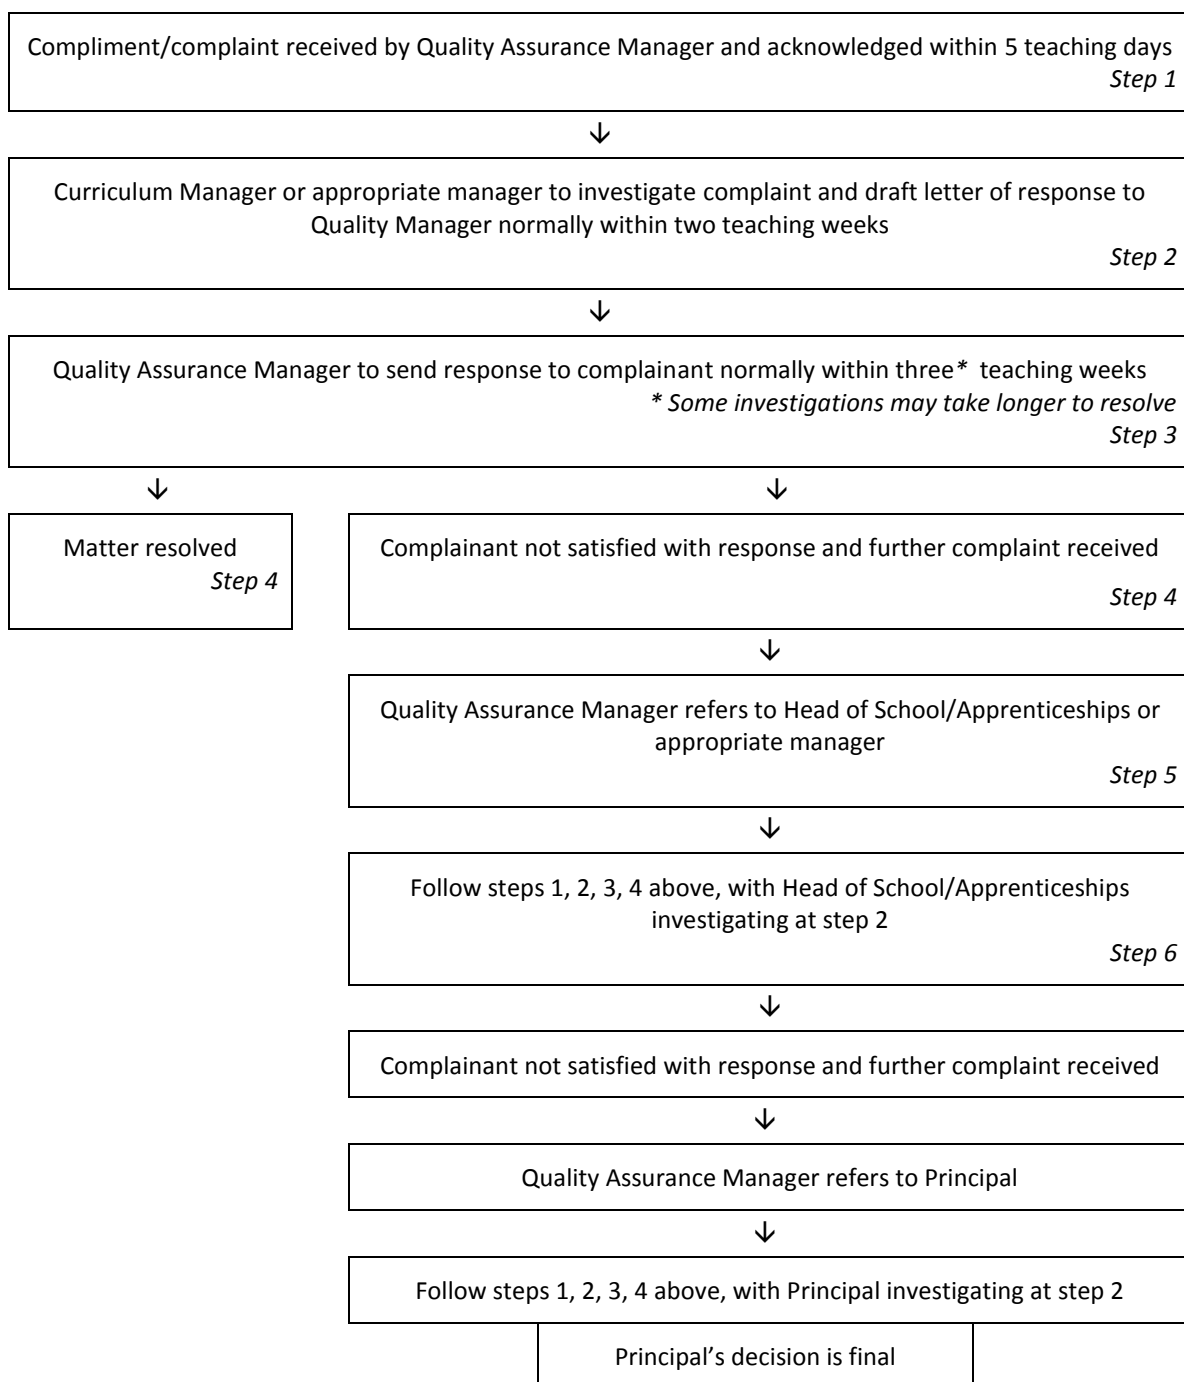 Compliment/complaint received by Quality Assurance Manager and acknowledged within 5 teaching days
Step 1
Curriculum Manager or appropriate manager to investigate complaint and draft letter of response to
Quality Manager normally within two teaching weeks
Step 2
Quality Assurance Manager to send response to complainant normally within three* teaching weeks
* Some investigations may take longer to resolve
Step 3
Matter resolved
Step 4
Complainant not satisfied with response and further complaint received
Step 4
Quality Assurance Manager refers to Head of School/Apprenticeships or
appropriate manager
Step 5
Follow steps 1, 2, 3, 4 above, with Head of School/Apprenticeships
investigating at step 2
Step 6
Complainant not satisfied with response and further complaint received
Quality Assurance Manager refers to Principal
Follow steps 1, 2, 3, 4 above, with Principal investigating at step 2
Principal's decision is final